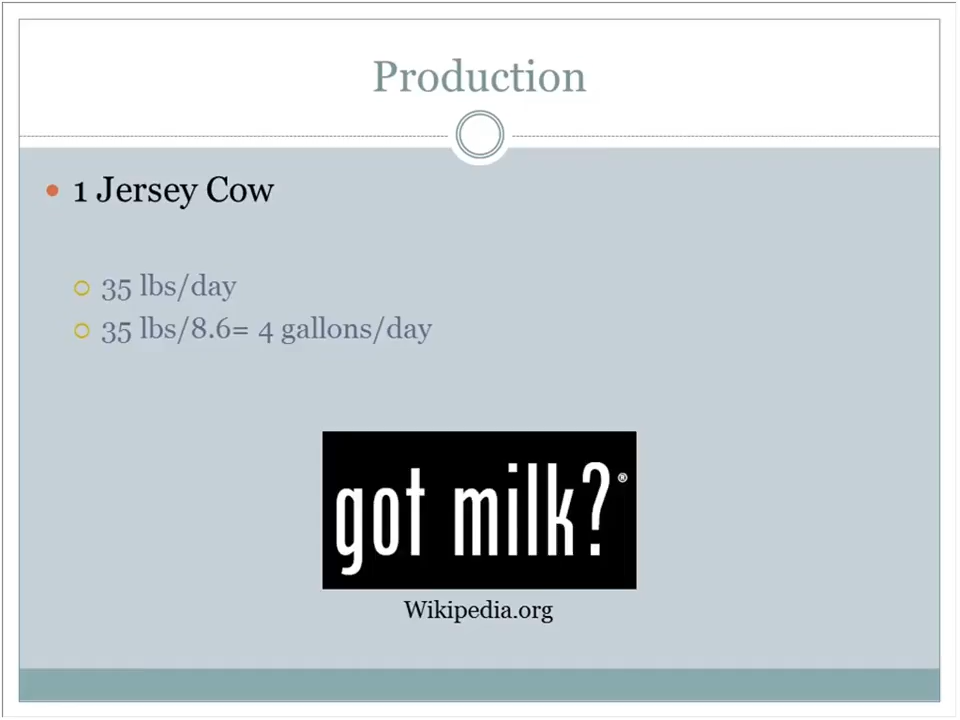 Production
• 1 Jersey Cow
○ 35 lbs/day
○ 35 lbs/8.6= 4 gallons/day
got milk?®
Wikipedia.org